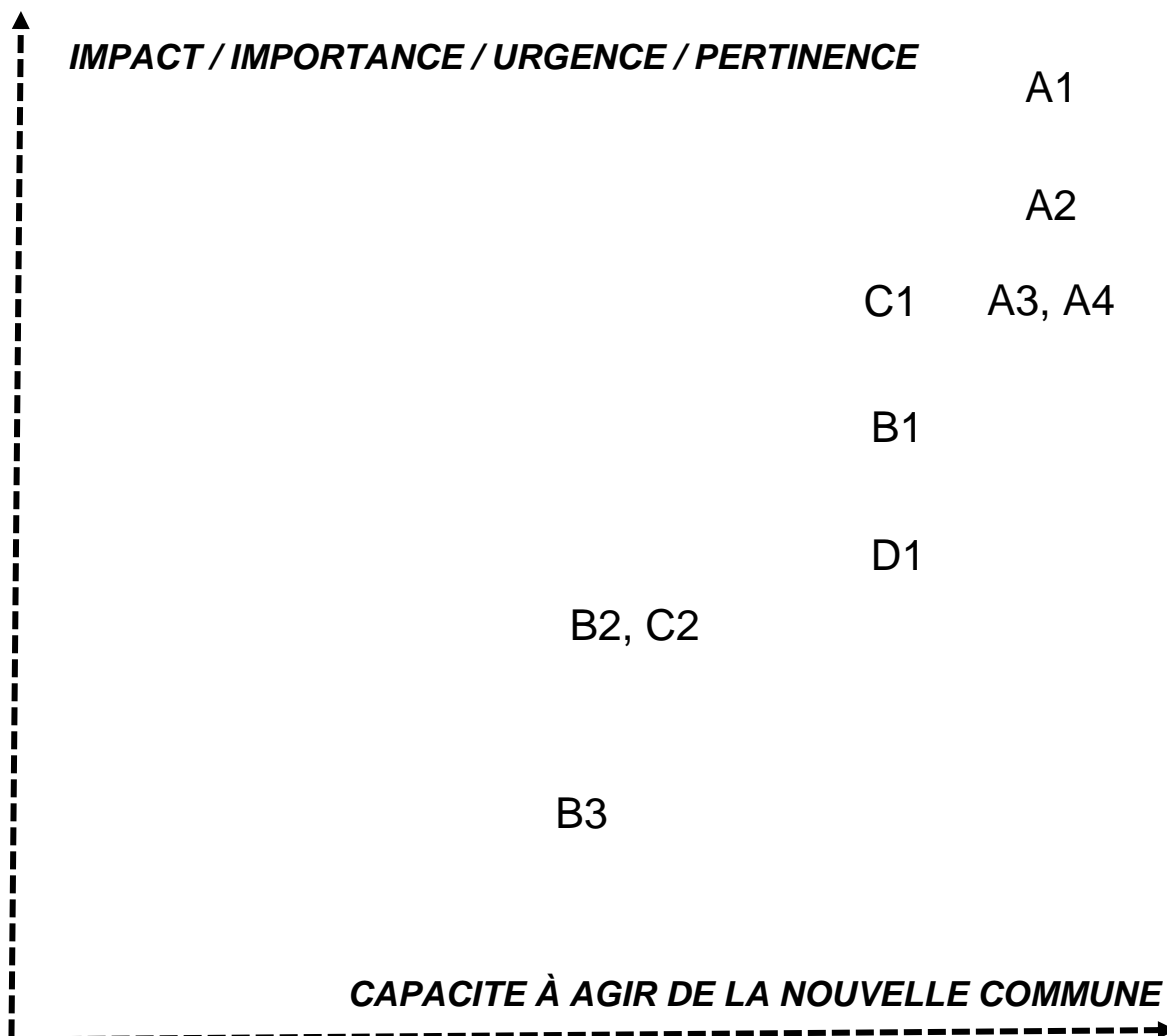 IMPACT / IMPORTANCE / URGENCE / PERTINENCE
A1
A2
C1 A3, A4
B1
D1
B2, C2
B3
CAPACITE À AGIR DE LA NOUVELLE COMMUNE